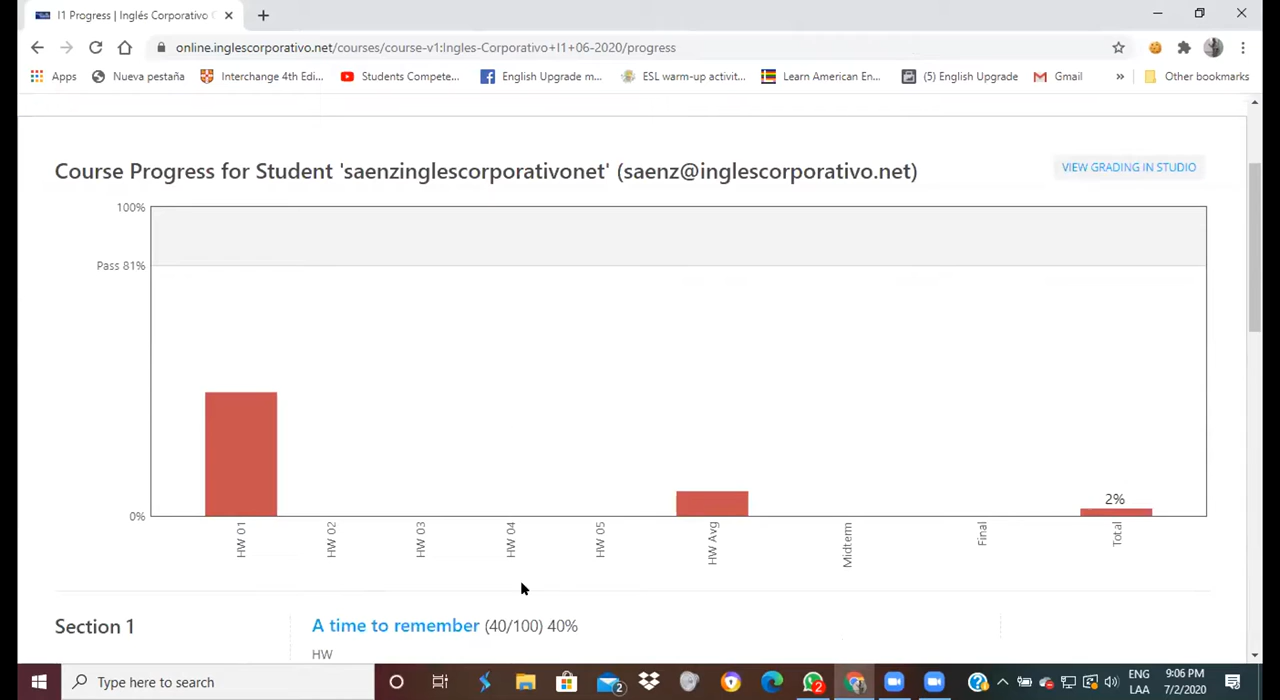 I1 Progress | Inglés Corporativo
online.inglescorporativo.net/courses/course-v1:Ingles-Corporativo+I1+06-2020/progress
Apps Nueva pestaña Interchange 4th Edi... Students Compete... English Upgrade m... ESL warm-up activit... Learn American En... (5) English Upgrade Gmail » Other bookmarks
Course Progress for Student 'saenzinglescorporativonet' (saenz@inglescorporativo.net)
VIEW GRADING IN STUDIO
100%
Pass 81%
0%
2%
HW 01 HW 02 HW 03 HW 04 HW 05 HW Avg Midterm Final Total
Section 1
A time to remember (40/100) 40%
HW
Type here to search
2
2
ENG
LAA
9:06 PM
7/2/2020